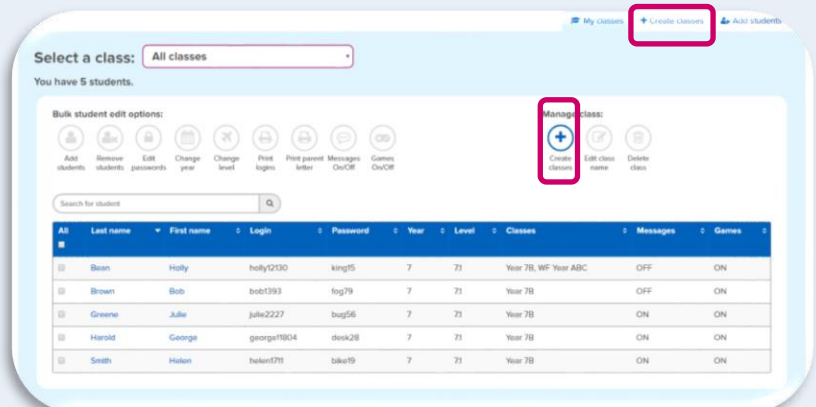 My classes + Create classes Add students
Select a class: All classes
You have 5 students.
Bulk student edit options: Manage class:
Add students Remove students Edit passwords Change year Change level Print logins Print parent letter Messages On/Off Games On/Off Create classes Edit class name Delete class
Search for student
All Last name First name Login Password Year Level Classes Messages Games
Bean Holly holly12130 king15 7 7.1 Year 7B, WF Year ABC OFF ON
Brown Bob bob1393 fog79 7 7.1 Year 7B OFF ON
Greene Julie julie2227 bug56 7 7.1 Year 7B ON ON
Harold George george11804 desk28 7 7.1 Year 7B ON ON
Smith Helen helen1711 bike19 7 7.1 Year 7B ON ON